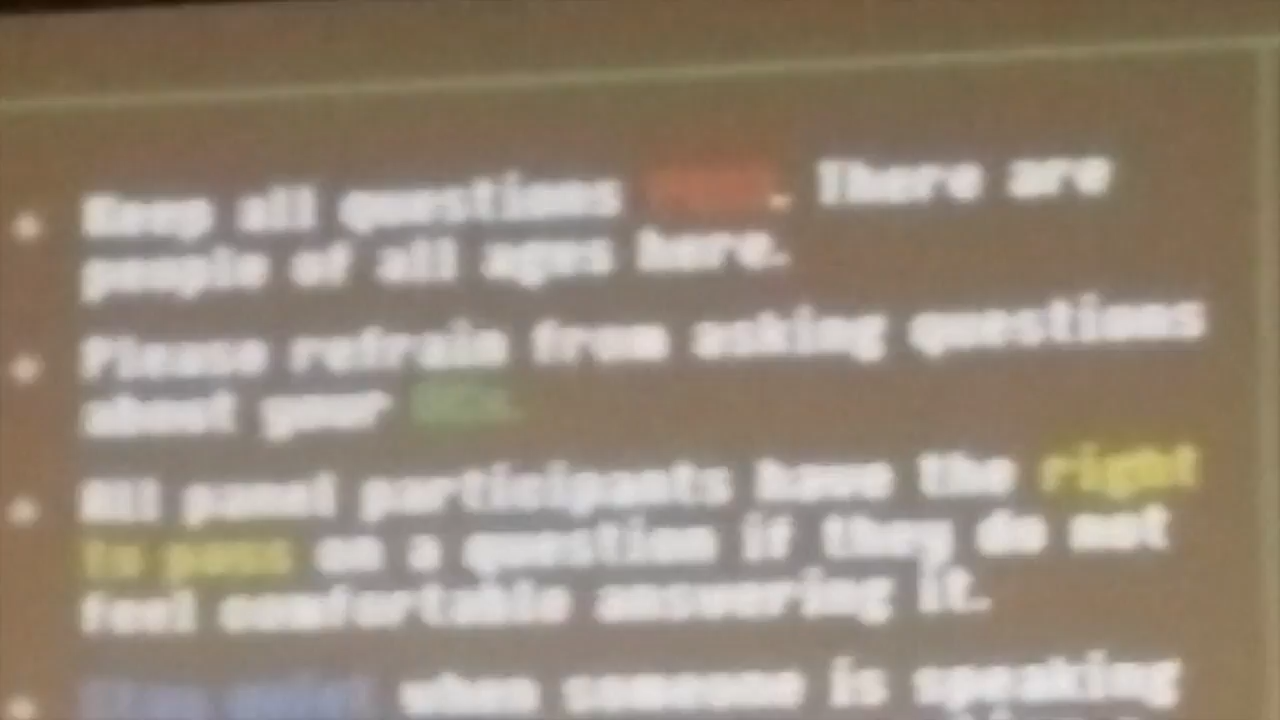 Keep all questions . There are
people of all ages here.
Please refrain from asking questions
about your
All panel participants have the right
to pass on a question if they do not
feel comfortable answering it.
when someone is speaking